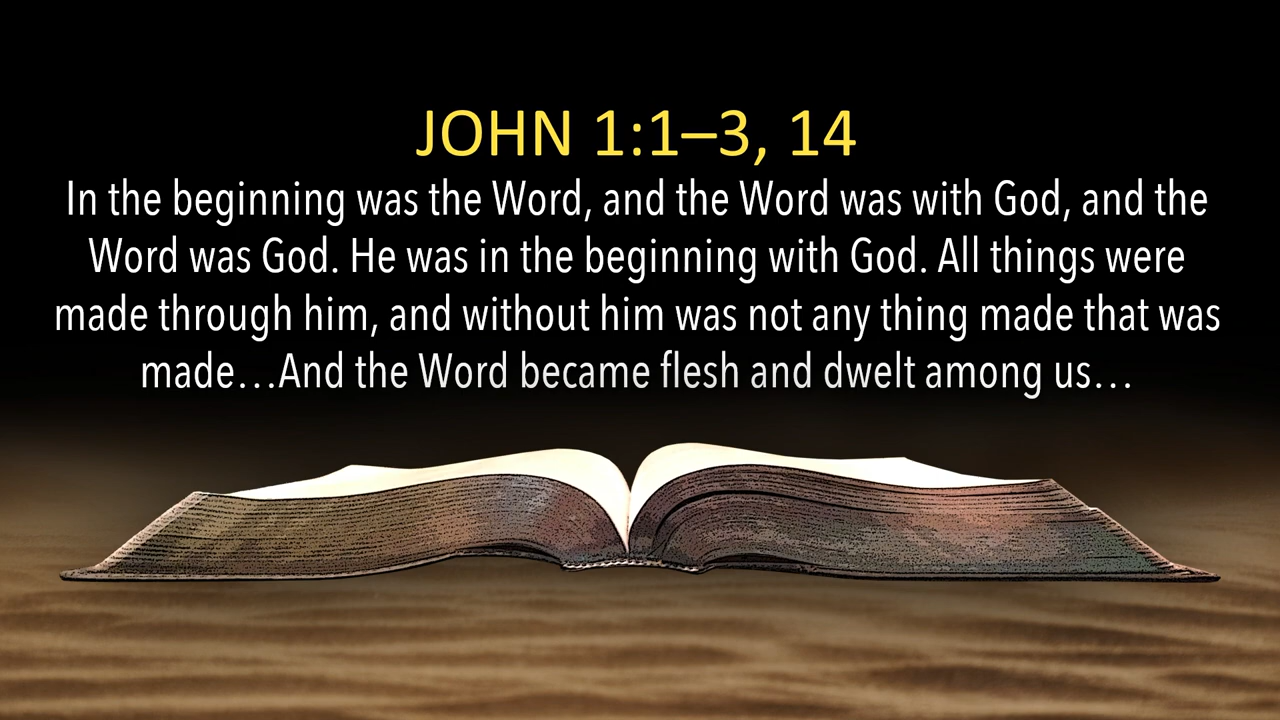 JOHN 1:1–3, 14
In the beginning was the Word, and the Word was with God, and the
Word was God. He was in the beginning with God. All things were
made through him, and without him was not any thing made that was
made…And the Word became flesh and dwelt among us…